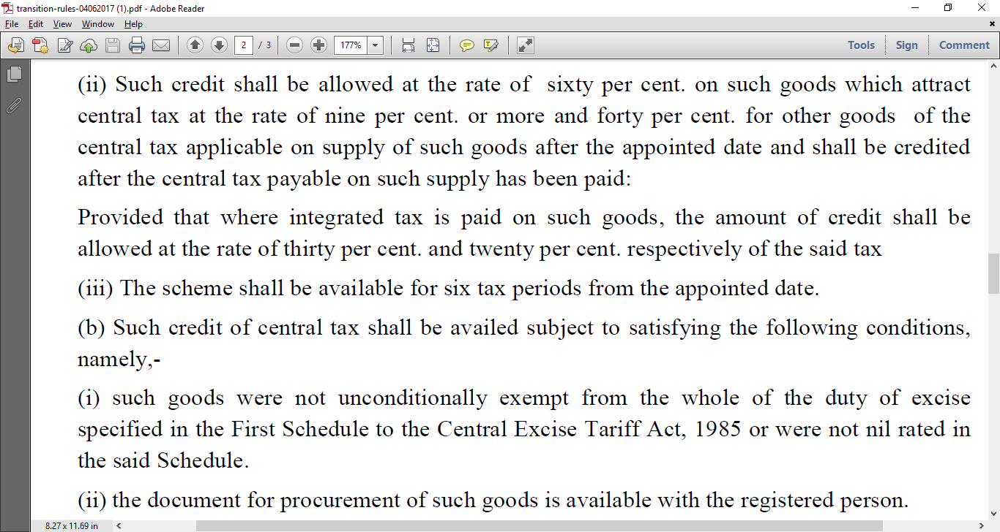 transition-rules-04062017 (1).pdf - Adobe Reader
File Edit View Window Help
2 / 3 177% Tools Sign Comment
(ii) Such credit shall be allowed at the rate of sixty per cent. on such goods which attract
central tax at the rate of nine per cent. or more and forty per cent. for other goods of the
central tax applicable on supply of such goods after the appointed date and shall be credited
after the central tax payable on such supply has been paid:
Provided that where integrated tax is paid on such goods, the amount of credit shall be
allowed at the rate of thirty per cent. and twenty per cent. respectively of the said tax
(iii) The scheme shall be available for six tax periods from the appointed date.
(b) Such credit of central tax shall be availed subject to satisfying the following conditions,
namely,-
(i) such goods were not unconditionally exempt from the whole of the duty of excise
specified in the First Schedule to the Central Excise Tariff Act, 1985 or were not nil rated in
the said Schedule.
(ii) the document for procurement of such goods is available with the registered person.
8.27 x 11.69 in